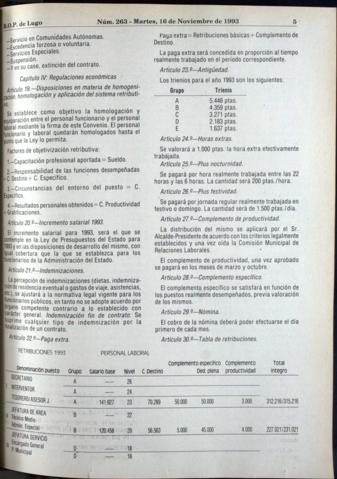 B.O.P. de Lugo Núm. 263 - Martes, 16 de Noviembre de 1993 5
—Servicio en Comunidades Autónomas.
—Excedencia forzosa o voluntaria.
—Servicios Especiales.
—Suspensión.
—Y en su caso, extinción del contrato.
Capítulo IV: Regulaciones económicas
Artículo 19.—Disposiciones en materia de homogeni-
zación, homologación y aplicación del sistema retributi-
vo.
Se establece como objetivo la homologación y
equiparación entre el personal funcionario y el personal
laboral mediante la firma de este Convenio. El personal
funcionario y laboral quedarán homologados hasta el
que la Ley lo permita.
Factores de objetivización retributiva:
1.—Capacitación profesional aportada = Sueldo.
2.—Responsabilidad de las funciones desempeñadas
= C. Destino + C. Específico.
3.—Circunstancias del entorno del puesto = C.
Específico.
4.—Resultados personales obtenidos = C. Productividad
+ Gratificaciones.
Artículo 20.º—Incremento salarial 1993.
El incremento salarial para 1993, será el que se
contemple en la Ley de Presupuestos del Estado para
1993 y en las disposiciones de desarrollo del mismo, con
igual cobertura que la que se establezca para los
funcionarios de la Administración del Estado.
Artículo 21.º—Indemnizaciones.
La percepción de indemnizaciones (dietas, indemniza-
ción de residencia eventual o gastos de viaje, asistencias,
etc.), se ajustará a la normativa legal vigente para los
funcionarios públicos, en tanto no se adopte acuerdo por
órgano competente contrario a lo establecido con
carácter general. Indemnización fin de contrato: Se
suprime cualquier tipo de indemnización por la
finalización de un contrato.
Artículo 22.º—Paga extra.
Paga extra = Retribuciones básicas + Complemento de
Destino.
La paga extra será concedida en proporción al tiempo
realmente trabajado en el período correspondiente.
Artículo 23.º—Antigüedad.
Los trienios para el año 1993 son los siguientes:
Grupo Trienio
A 5.446 ptas.
B 4.359 ptas.
C 3.271 ptas.
D 2.183 ptas.
E 1.637 ptas.
Artículo 24.º—Horas extras.
Se valorará a 1.000 ptas. la hora extra efectivamente
trabajada.
Artículo 25.º—Plus nocturnidad.
Se pagará por hora realmente trabajada entre las 22
horas y las 6 horas. La cantidad será 200 ptas./hora.
Artículo 26.º—Plus festividad.
Se pagará por jornada regular realmente trabajada en
festivo o domingo. La cantidad será de 1.500 ptas./día.
Artículo 27.º—Complemento de productividad.
La distribución del mismo se aplicará por el Sr.
Alcalde-Presidente de acuerdo con los criterios legalmente
establecidos y una vez oída la Comisión Municipal de
Relaciones Laborales.
El complemento de productividad, una vez aprobado
se pagará en los meses de marzo y octubre.
Artículo 28.º—Complemento específico.
El complemento específico se satisfará en función de
los puestos realmente desempeñados, previa valoración
de los mismos.
Artículo 29.º—Nómina.
El cobro de la nómina deberá poder efectuarse el día
primero de cada mes.
Artículo 30.º—Tabla de retribuciones.
RETRIBUCIONES 1993 PERSONAL LABORAL
Denominación puesto Grupo Salario base Nivel C. Destino Complemento específico Ded. plena Complemento productividad Total íntegro
SECRETARIO A — 26
INTERVENTOR A — 24
TESORERO/ASESOR J. A 141.927 23 70.289 50.000 50.000 3.000
JEFATURA DE ÁREA
Técnico Medio B — 22
Admón. Especial B 120.458 20 5.000 45.000 4.000
JEFATURA SERVICIO
Encargado General D — 18
P. Municipal D — 18